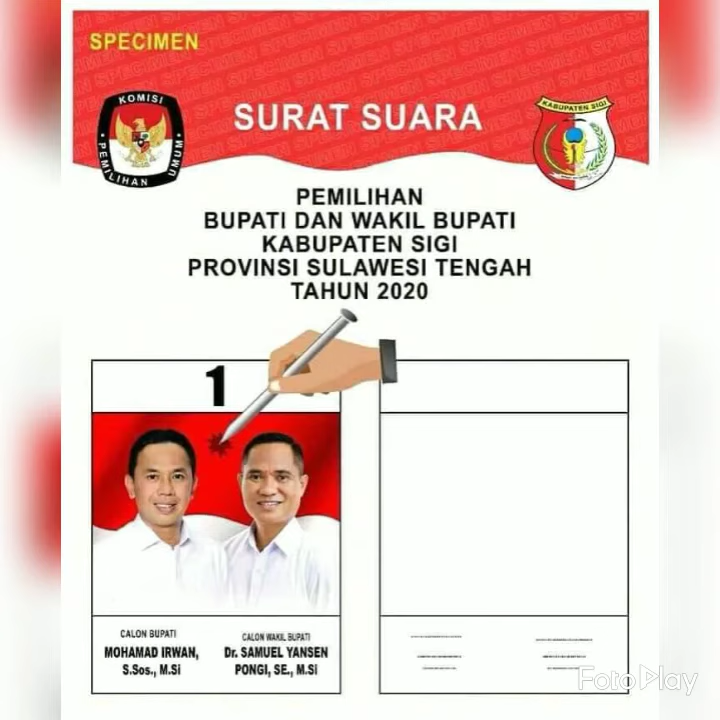 SPECIMEN
KOMISI PEMILIHAN UMUM
SURAT SUARA
KABUPATEN SIGI
PEMILIHAN
BUPATI DAN WAKIL BUPATI
KABUPATEN SIGI
PROVINSI SULAWESI TENGAH
TAHUN 2020
1
CALON BUPATI
MOHAMAD IRWAN,
S.Sos., M.Si
CALON WAKIL BUPATI
Dr. SAMUEL YANSEN
PONGI, SE., M.Si
FotoPlay